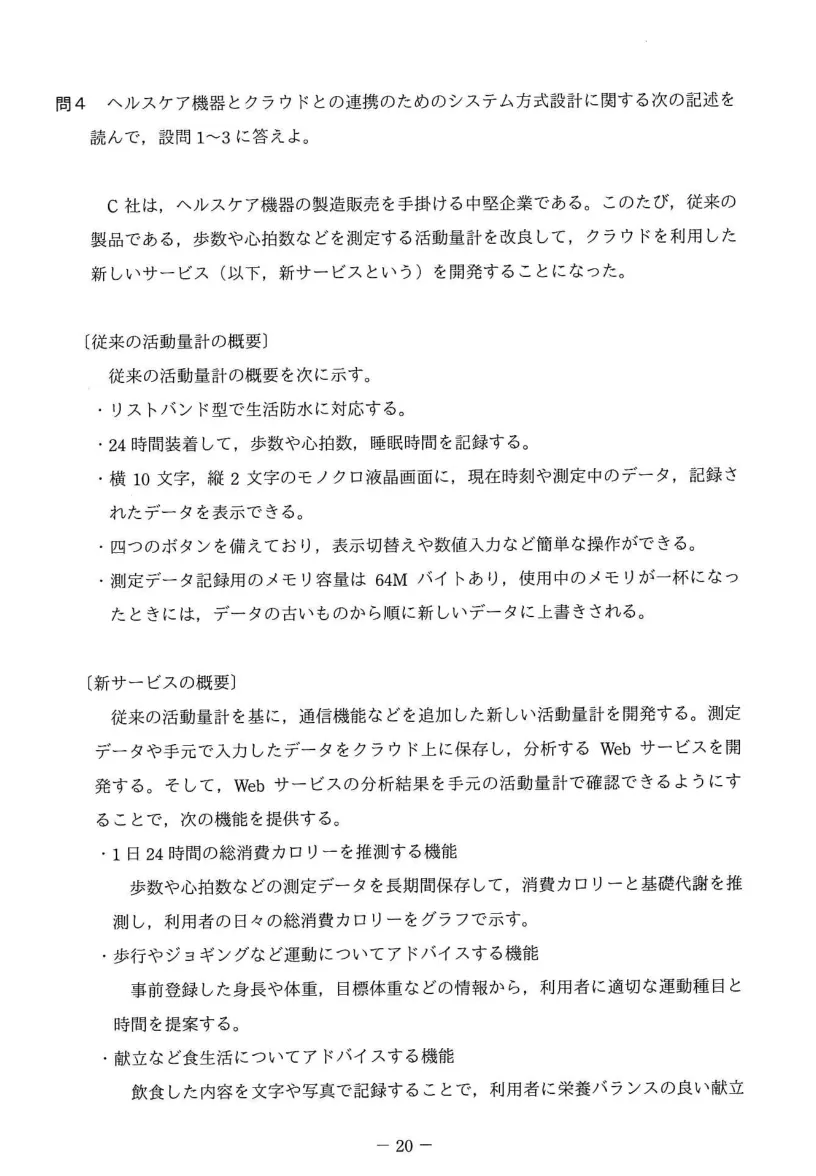 問4 ヘルスケア機器とクラウドとの連携のためのシステム方式設計に関する次の記述を
読んで，設問 1～3 に答えよ。
C 社は，ヘルスケア機器の製造販売を手掛ける中堅企業である。このたび，従来の
製品である，歩数や心拍数などを測定する活動量計を改良して，クラウドを利用した
新しいサービス（以下，新サービスという）を開発することになった。
〔従来の活動量計の概要〕
従来の活動量計の概要を次に示す。
・リストバンド型で生活防水に対応する。
・24 時間装着して，歩数や心拍数，睡眠時間を記録する。
・横 10 文字，縦 2 文字のモノクロ液晶画面に，現在時刻や測定中のデータ，記録さ
れたデータを表示できる。
・四つのボタンを備えており，表示切替えや数値入力など簡単な操作ができる。
・測定データ記録用のメモリ容量は 64M バイトあり，使用中のメモリが一杯になっ
たときには，データの古いものから順に新しいデータに上書きされる。
〔新サービスの概要〕
従来の活動量計を基に，通信機能などを追加した新しい活動量計を開発する。測定
データや手元で入力したデータをクラウド上に保存し，分析する Web サービスを開
発する。そして，Web サービスの分析結果を手元の活動量計で確認できるようにす
ることで，次の機能を提供する。
・1 日 24 時間の総消費カロリーを推測する機能
歩数や心拍数などの測定データを長期間保存して，消費カロリーと基礎代謝を推
測し，利用者の日々の総消費カロリーをグラフで示す。
・歩行やジョギングなど運動についてアドバイスする機能
事前登録した身長や体重，目標体重などの情報から，利用者に適切な運動種目と
時間を提案する。
・献立など食生活についてアドバイスする機能
飲食した内容を文字や写真で記録することで，利用者に栄養バランスの良い献立
－ 20 －